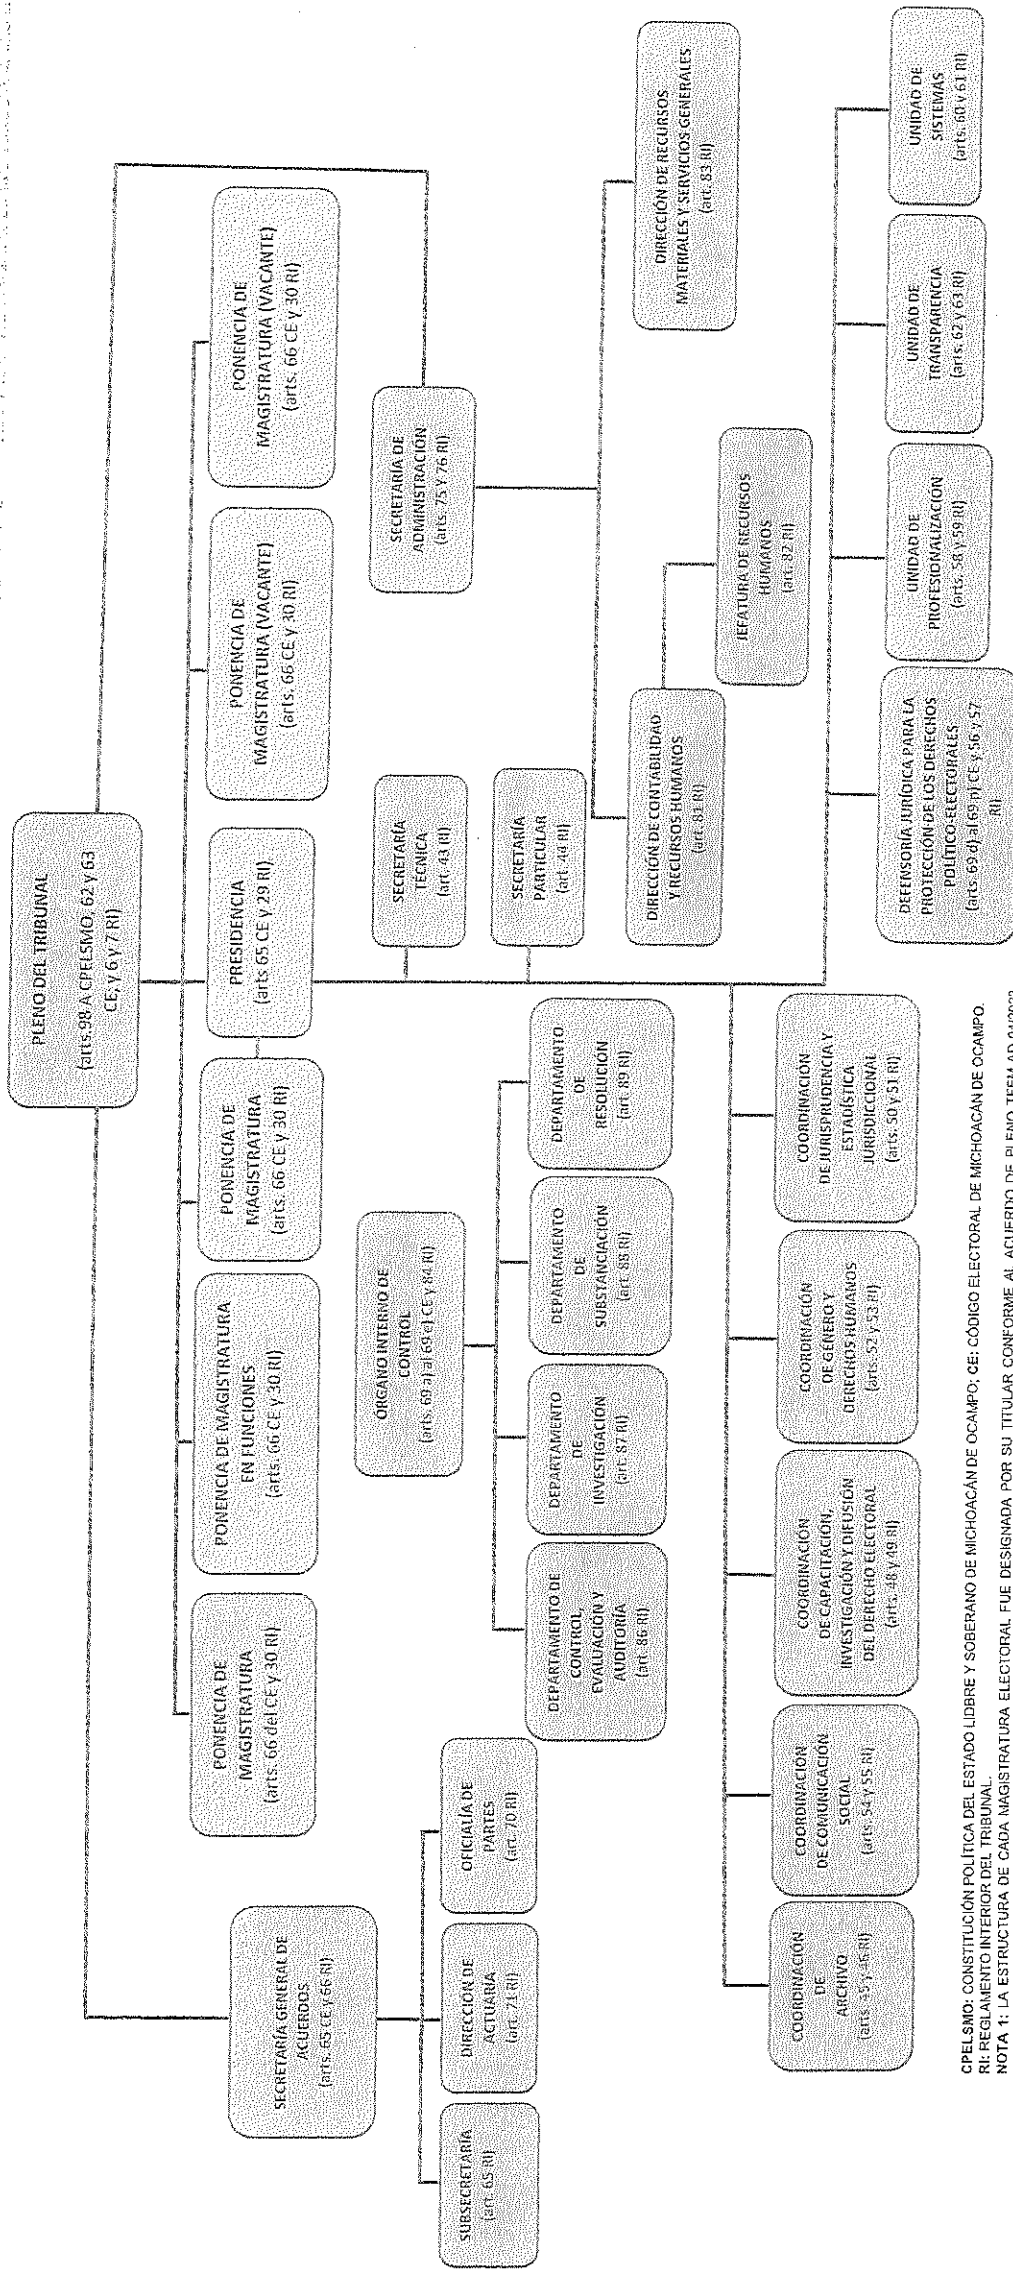 PLENO DEL TRIBUNAL
(arts.98 A CPELSMO, 62 y 63
CE, y 6 y 7 RI)
SECRETARÍA GENERAL DE
ACUERDOS
(arts. 65 CE y 66 RI)
SUBSECRETARÍA
(art. 65 RI)
DIRECCIÓN DE
ACTUARIA
(art. 71 RI)
OFICIALÍA DE
PARTES
(art. 70 RI)
PONENCIA DE
MAGISTRATURA
(arts. 66 del CE y 30 RI)
PONENCIA DE MAGISTRATURA
EN FUNCIONES
(arts. 66 CE y 30 RI)
PONENCIA DE
MAGISTRATURA
(arts. 66 CE y 30 RI)
PRESIDENCIA
(arts 65 CE y 29 RI)
PONENCIA DE
MAGISTRATURA (VACANTE)
(arts. 66 CE y 30 RI)
PONENCIA DE
MAGISTRATURA (VACANTE)
(arts. 66 CE y 30 RI)
SECRETARÍA DE
ADMINISTRACIÓN
(arts. 75 Y 76 RI)
SECRETARÍA
TÉCNICA
(art. 43 RI)
SECRETARÍA
PARTICULAR
(art. 44 RI)
ÓRGANO INTERNO DE
CONTROL
(arts. 69 a) al 69 c) CE y 84 RI)
DEPARTAMENTO DE
CONTROL,
EVALUACIÓN Y
AUDITORÍA
(art. 86 RI)
DEPARTAMENTO
DE
INVESTIGACIÓN
(art. 87 RI)
DEPARTAMENTO
DE
SUBSTANCIACIÓN
(art. 88 RI)
DEPARTAMENTO
DE
RESOLUCIÓN
(art. 89 RI)
DIRECCIÓN DE CONTABILIDAD
Y RECURSOS HUMANOS
(art. 81 RI)
JEFATURA DE RECURSOS
HUMANOS
(art. 82 RI)
DIRECCIÓN DE RECURSOS
MATERIALES Y SERVICIOS GENERALES
(art. 83 RI)
COORDINACIÓN
DE
ARCHIVO
COORDINACIÓN
DE COMUNICACIÓN
SOCIAL
(arts. 54 y 55 RI)
COORDINACIÓN
DE CAPACITACIÓN,
INVESTIGACIÓN Y DIFUSIÓN
DEL DERECHO ELECTORAL
(arts. 48 y 49 RI)
COORDINACIÓN
DE GÉNERO Y
DERECHOS HUMANOS
(arts. 52 y 53 RI)
COORDINACIÓN
DE JURISPRUDENCIA Y
ESTADÍSTICA
JURISDICCIONAL
(arts. 50 y 51 RI)
DEFENSORÍA JURÍDICA PARA LA
PROTECCIÓN DE LOS DERECHOS
POLÍTICO-ELECTORALES
CE y 56 y 57
RI)
UNIDAD DE
PROFESIONALIZACIÓN
(arts. 58 y 59 RI)
UNIDAD DE
TRANSPARENCIA
(arts. 62 y 63 RI)
UNIDAD DE
SISTEMAS
(arts. 60 y 61 RI)
CPELSMO: CONSTITUCIÓN POLÍTICA DEL ESTADO LIBRE Y SOBERANO DE MICHOACÁN DE OCAMPO; CE: CÓDIGO ELECTORAL DE MICHOACÁN DE OCAMPO.
RI: REGLAMENTO INTERIOR DEL TRIBUNAL.
NOTA 1: LA ESTRUCTURA DE CADA MAGISTRATURA ELECTORAL FUE DESIGNADA POR SU TITULAR CONFORME AL ACUERDO DE PLENO